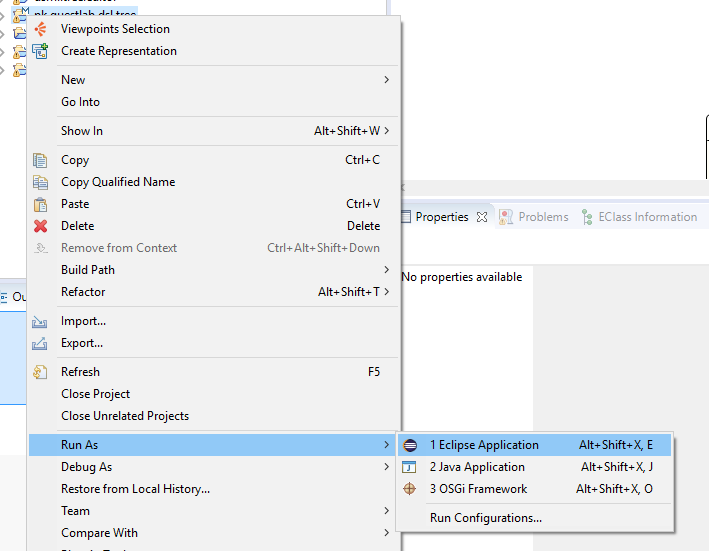 Viewpoints Selection
Create Representation
New
Go Into
Show In Alt+Shift+W
Copy Ctrl+C
Copy Qualified Name
Paste Ctrl+V
Delete Delete
Remove from Context Ctrl+Alt+Shift+Down
Build Path
Refactor Alt+Shift+T
Import...
Export...
Refresh F5
Close Project
Close Unrelated Projects
Run As
Debug As
Restore from Local History...
Team
Compare With
Properties Problems EClass Information
No properties available
Ou
1 Eclipse Application Alt+Shift+X, E
2 Java Application Alt+Shift+X, J
3 OSGi Framework Alt+Shift+X, O
Run Configurations...